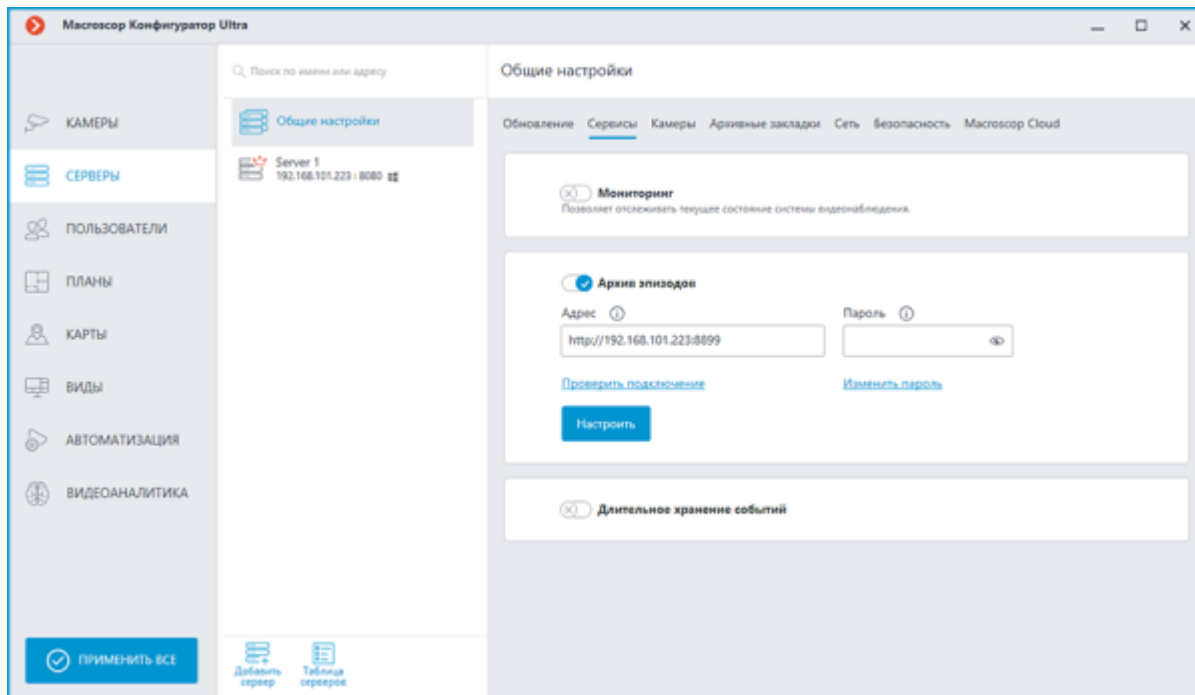 Macroscop Конфигуратор Ultra
Поиск по имени или адресу
Общие настройки
КАМЕРЫ
СЕРВЕРЫ
ПОЛЬЗОВАТЕЛИ
ПЛАНЫ
КАРТЫ
ВИДЫ
АВТОМАТИЗАЦИЯ
ВИДЕОАНАЛИТИКА
ПРИМЕНИТЬ ВСЕ
Общие настройки
Server 1
192.168.101.223 : 8080
Добавить сервер
Таблица серверов
Обновление Сервисы Камеры Архивные закладки Сеть Безопасность Macroscop Cloud
Мониторинг
Позволяет отслеживать текущее состояние системы видеонаблюдения.
Архив эпизодов
Адрес Пароль
http://192.168.101.223:8899
Проверить подключение Изменить пароль
Настроить
Длительное хранение событий